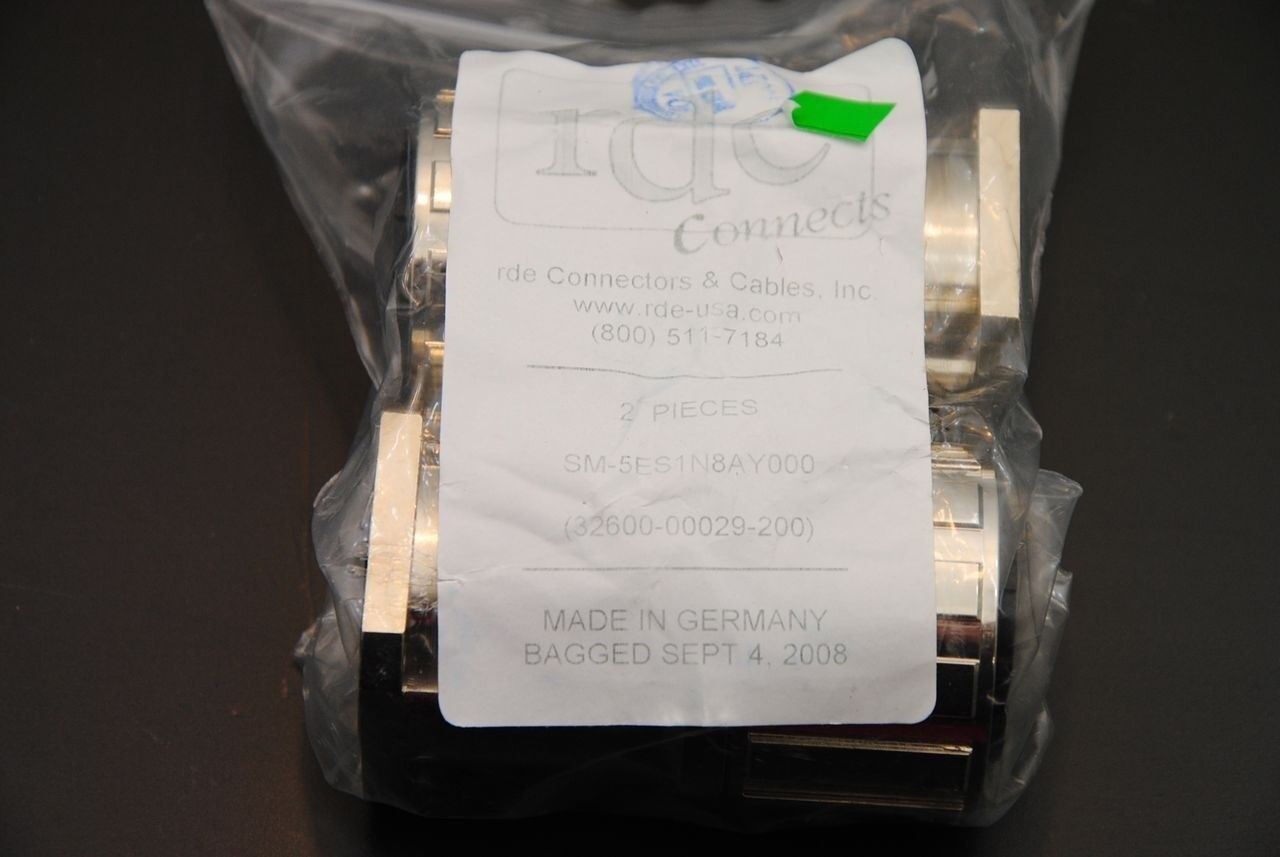 rde
connects
rde Connectors & Cables, Inc.
www.rde-usa.com
(800) 511-7184
2 PIECES
SM-5ES1N8AY000
(32600-00029-200)
MADE IN GERMANY
BAGGED SEPT 4, 2008